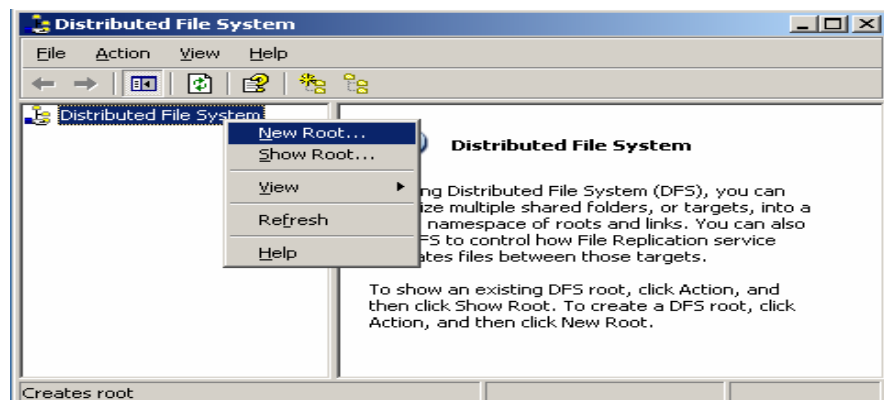 Distributed File System
File Action View Help
Distributed File System
New Root...
Show Root...
View
Refresh
Help
Distributed File System
ng Distributed File System (DFS), you can
ize multiple shared folders, or targets, into a
namespace of roots and links. You can also
FS to control how File Replication service
ates files between those targets.
To show an existing DFS root, click Action, and
then click Show Root. To create a DFS root, click
Action, and then click New Root.
Creates root